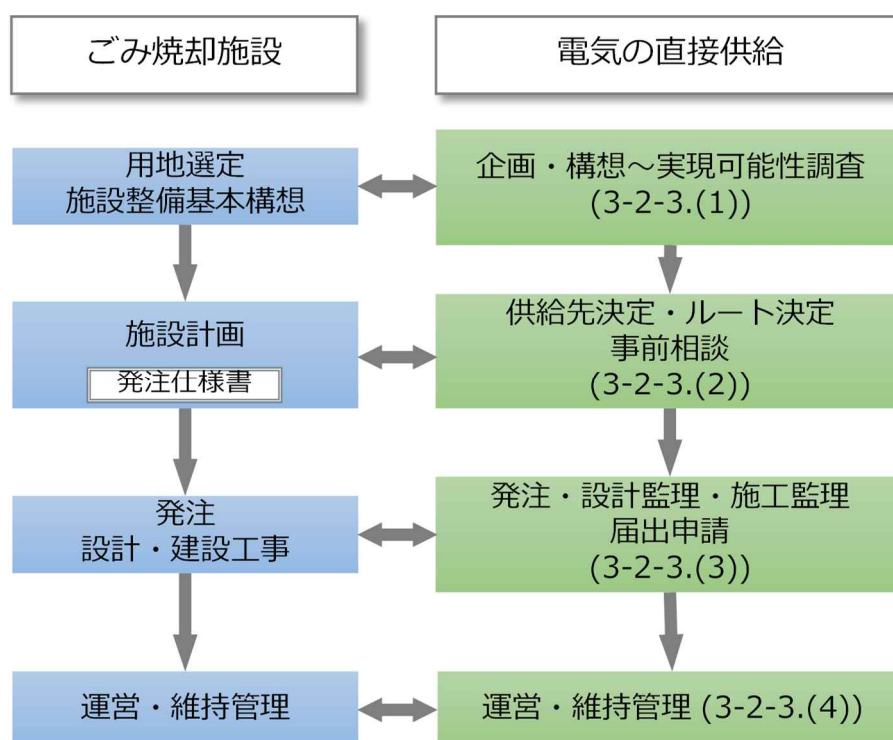 ごみ焼却施設
電気の直接供給
用地選定
施設整備基本構想
企画・構想～実現可能性調査
(3-2-3.(1))
施設計画
発注仕様書
供給先決定・ルート決定
事前相談
(3-2-3.(2))
発注
設計・建設工事
発注・設計監理・施工監理
届出申請
(3-2-3.(3))
運営・維持管理
運営・維持管理 (3-2-3.(4))